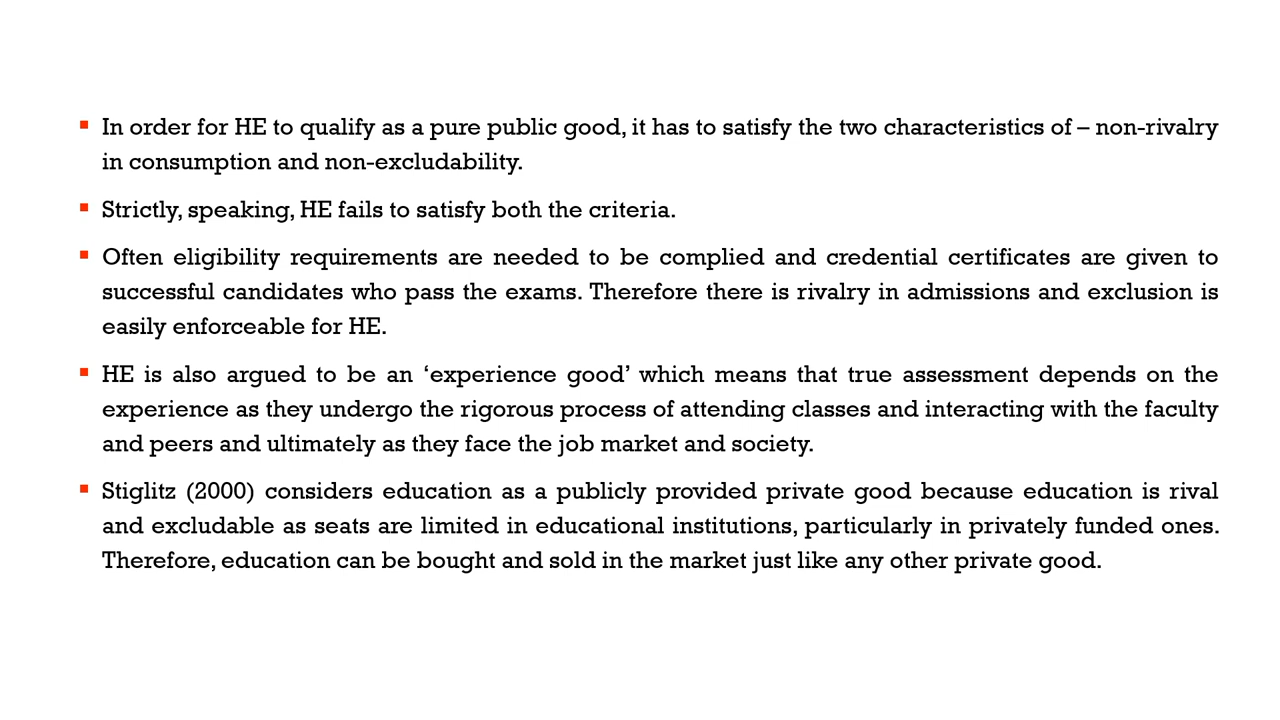 ▪ In order for HE to qualify as a pure public good, it has to satisfy the two characteristics of – non-rivalry
in consumption and non-excludability.
▪ Strictly, speaking, HE fails to satisfy both the criteria.
▪ Often eligibility requirements are needed to be complied and credential certificates are given to
successful candidates who pass the exams. Therefore there is rivalry in admissions and exclusion is
easily enforceable for HE.
▪ HE is also argued to be an ‘experience good’ which means that true assessment depends on the
experience as they undergo the rigorous process of attending classes and interacting with the faculty
and peers and ultimately as they face the job market and society.
▪ Stiglitz (2000) considers education as a publicly provided private good because education is rival
and excludable as seats are limited in educational institutions, particularly in privately funded ones.
Therefore, education can be bought and sold in the market just like any other private good.